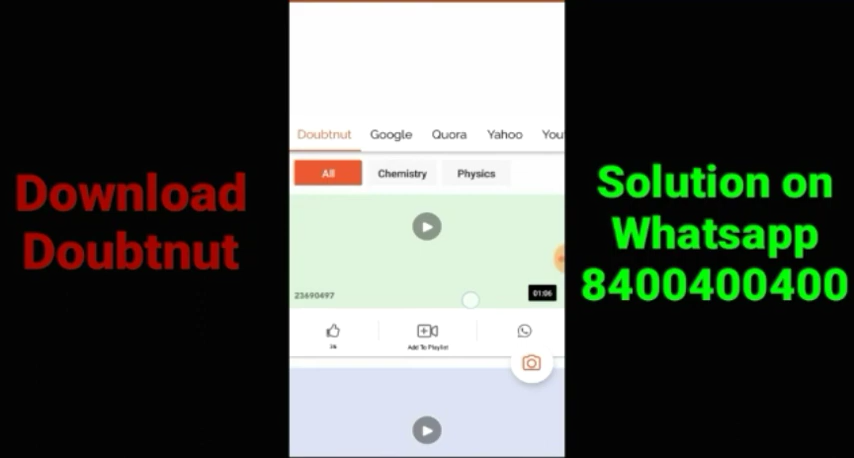 Download
Doubtnut
Doubtnut Google Quora Yahoo You
All Chemistry Physics
23690497
01:06
Add To Playlist
Solution on
Whatsapp
8400400400